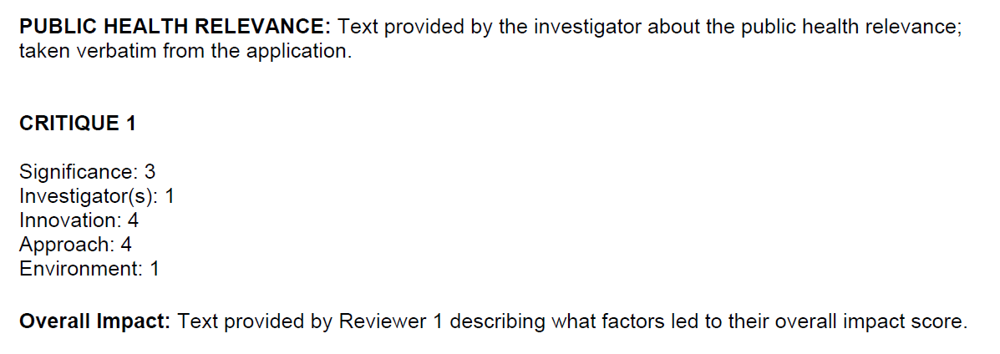 PUBLIC HEALTH RELEVANCE: Text provided by the investigator about the public health relevance;
taken verbatim from the application.
CRITIQUE 1
Significance: 3
Investigator(s): 1
Innovation: 4
Approach: 4
Environment: 1
Overall Impact: Text provided by Reviewer 1 describing what factors led to their overall impact score.